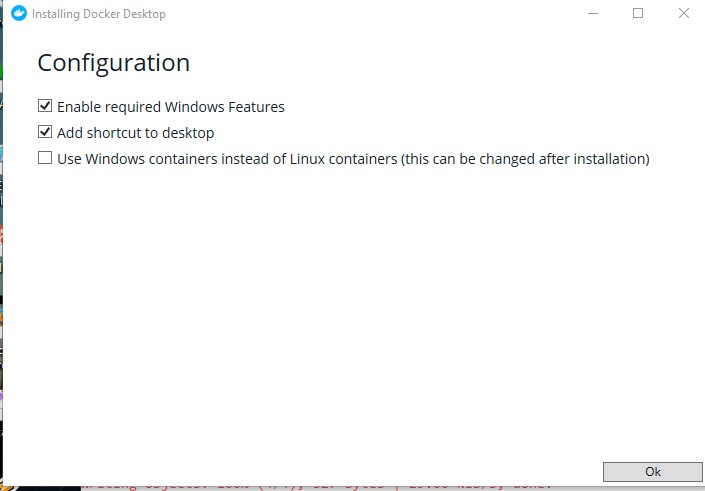 Installing Docker Desktop
Configuration
Enable required Windows Features
Add shortcut to desktop
Use Windows containers instead of Linux containers (this can be changed after installation)
Ok